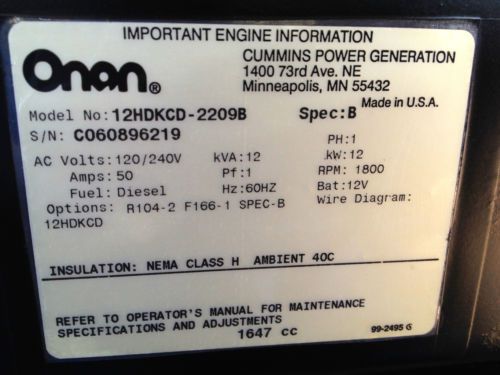 IMPORTANT ENGINE INFORMATION
Onan®
CUMMINS POWER GENERATION
1400 73rd Ave. NE
Minneapolis, MN 55432
Made in U.S.A.
Model No: 12HDKCD-2209B Spec:B
S/N: C060896219
PH:1
AC Volts: 120/240V kVA: 12 kW: 12
Amps: 50 Pf: 1 RPM: 1800
Fuel: Diesel Hz: 60HZ Bat: 12V
Options: R104-2 F166-1 SPEC-B Wire Diagram:
12HDKCD
INSULATION: NEMA CLASS H AMBIENT 40C
REFER TO OPERATOR'S MANUAL FOR MAINTENANCE
SPECIFICATIONS AND ADJUSTMENTS
1647 cc
99-2495 G